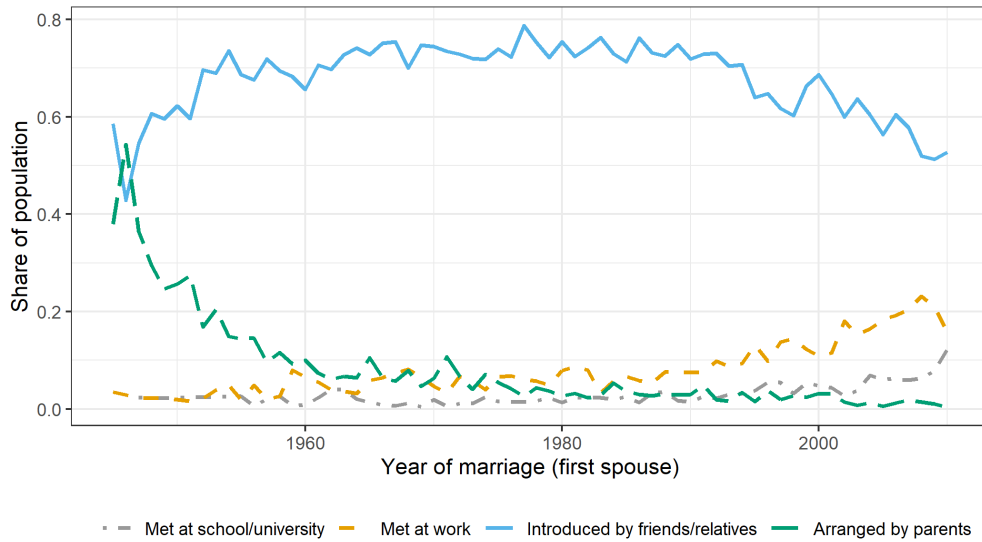 0.8
0.6
0.4
0.2
0.0
Share of population
1960 1980 2000
Year of marriage (first spouse)
Met at school/university Met at work Introduced by friends/relatives Arranged by parents